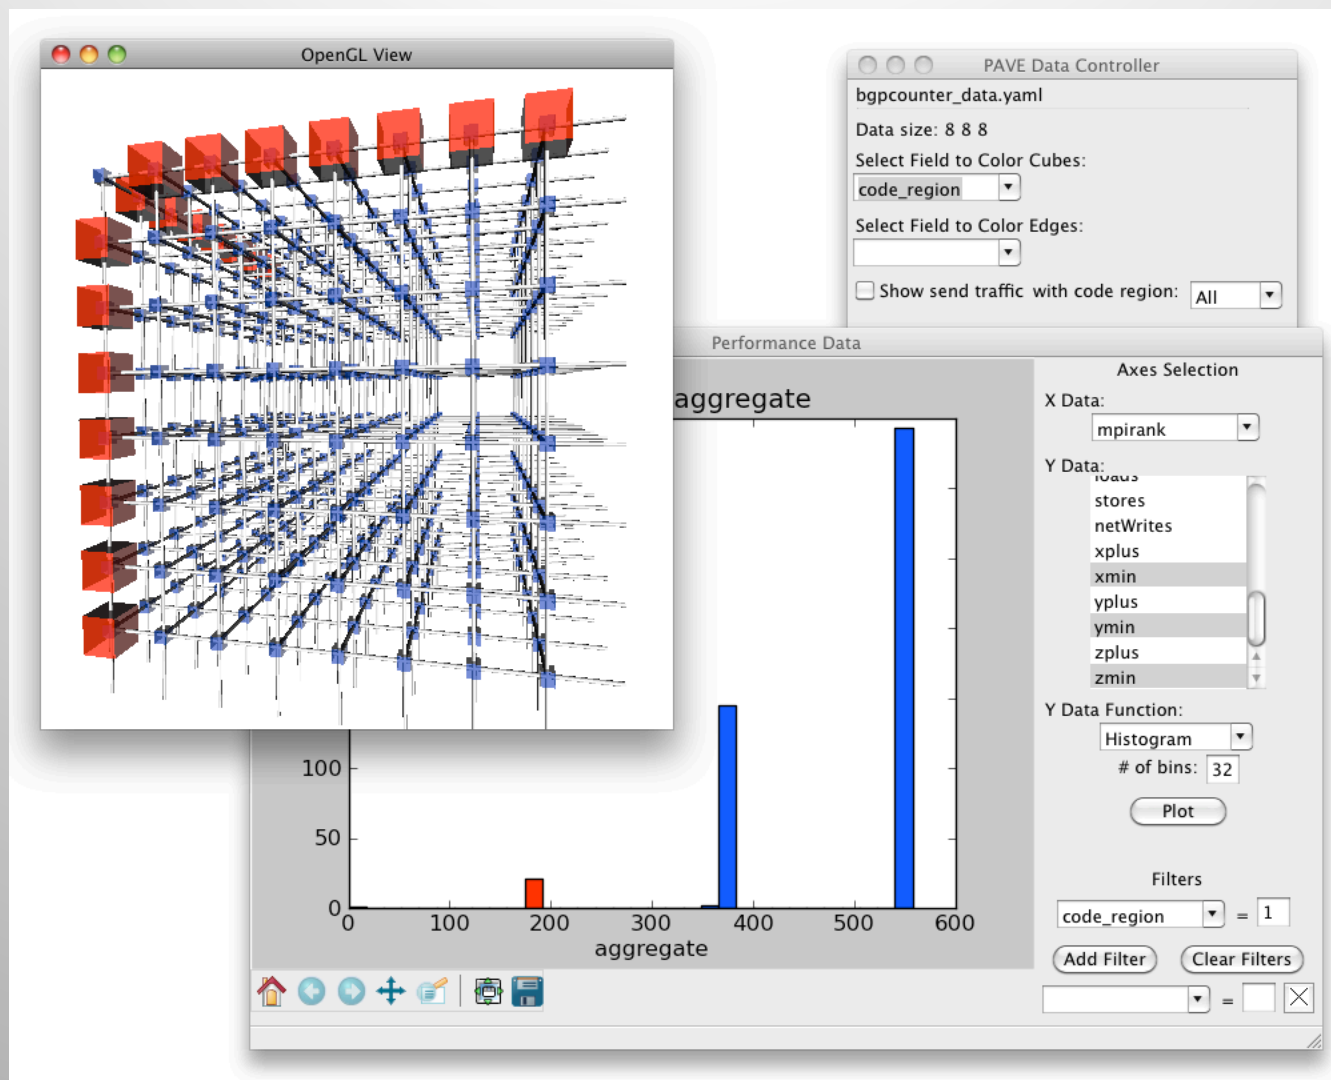 OpenGL View
PAVE Data Controller
bgpcounter_data.yaml
Data size: 8 8 8
Select Field to Color Cubes:
code_region
Select Field to Color Edges:
Show send traffic with code region: All
Performance Data
aggregate
100
50
0
0 100 200 300 400 500 600
aggregate
Axes Selection
X Data:
mpirank
Y Data:
loads
stores
netWrites
xplus
xmin
yplus
ymin
zplus
zmin
Y Data Function:
Histogram
# of bins: 32
Plot
Filters
code_region = 1
Add Filter Clear Filters
=